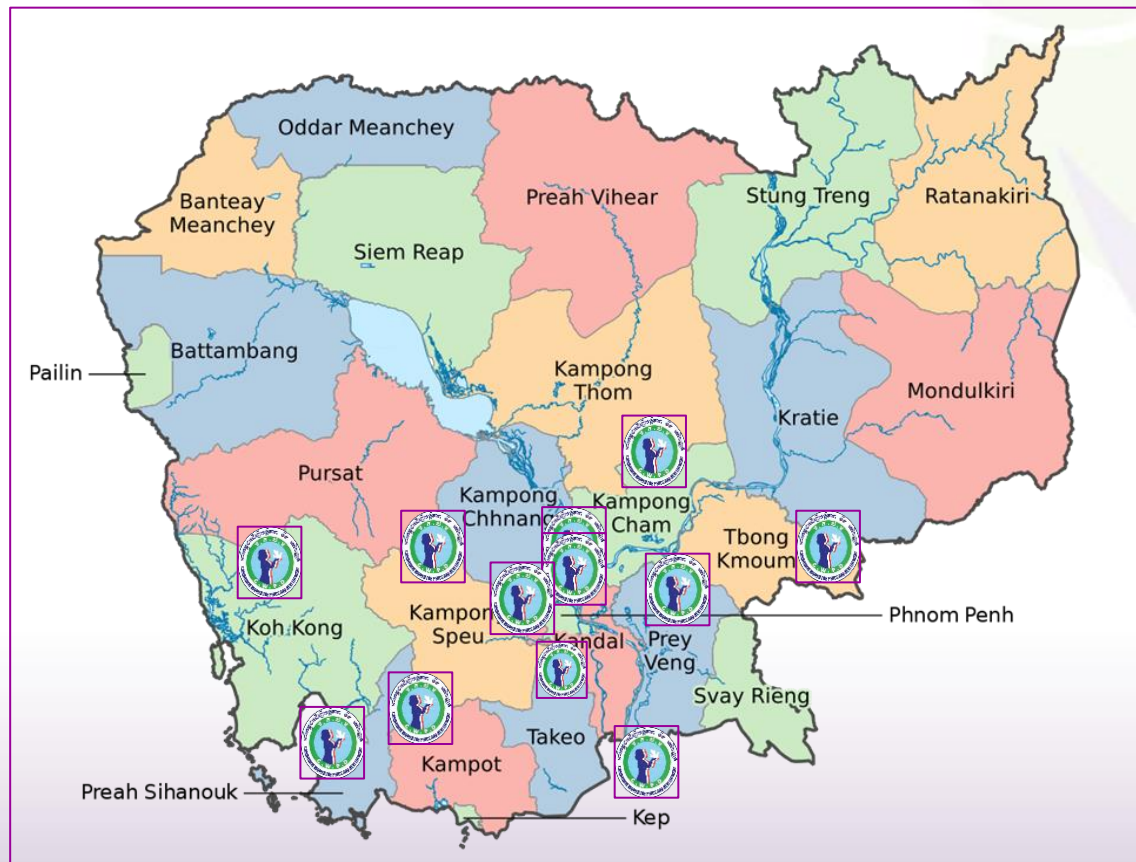 Oddar Meanchey
Banteay
Meanchey
Siem Reap
Preah Vihear
Stung Treng
Ratanakiri
Battambang
Pailin
Kampong
Thom
Kratie
Mondulkiri
Pursat
Kampong
Chhnang
Kampong
Cham
Tbong
Kmoum
Koh Kong
Kampon
Speu
Kandal
Prey
Veng
Phnom Penh
Svay Rieng
Takeo
Kampot
Preah Sihanouk
Kep